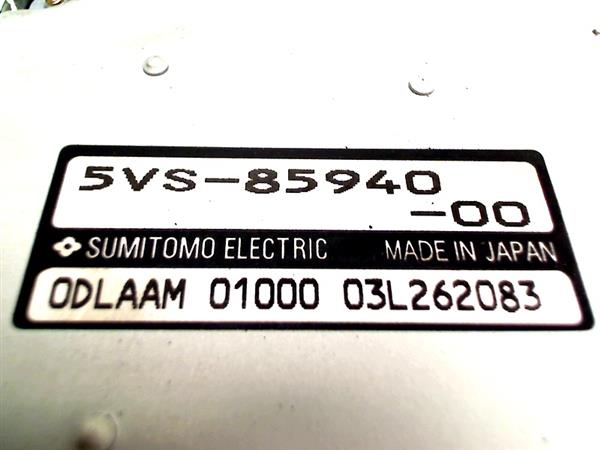 5VS-85940
-00
SUMITOMO ELECTRIC MADE IN JAPAN
ODLAAM 01000 03L262083